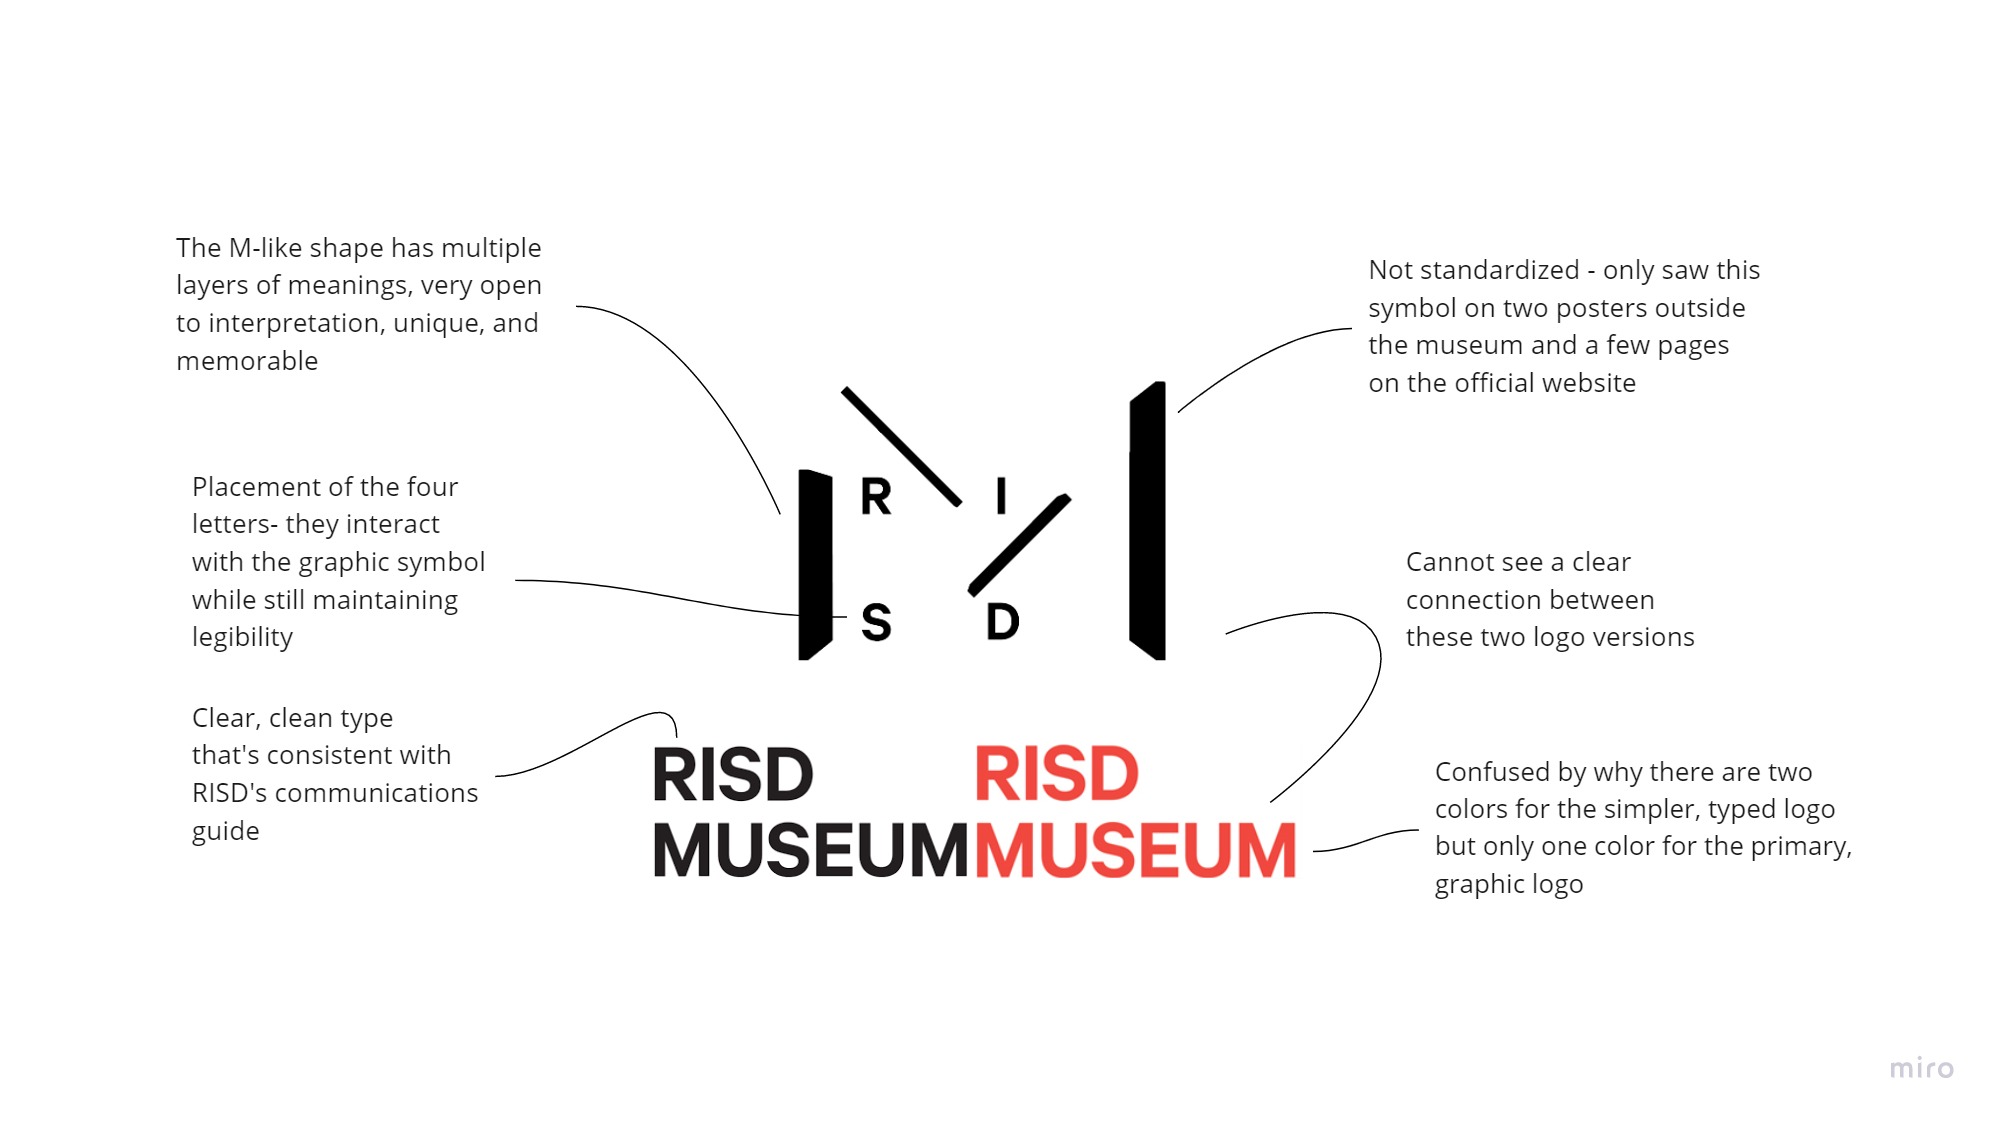 The M-like shape has multiple
layers of meanings, very open
to interpretation, unique, and
memorable
Not standardized - only saw this
symbol on two posters outside
the museum and a few pages
on the official website
Placement of the four
letters- they interact
with the graphic symbol
while still maintaining
legibility
R I
S D
Cannot see a clear
connection between
these two logo versions
Clear, clean type
that's consistent with
RISD's communications
guide
RISD
MUSEUM
RISD
MUSEUM
Confused by why there are two
colors for the simpler, typed logo
but only one color for the primary,
graphic logo
miro